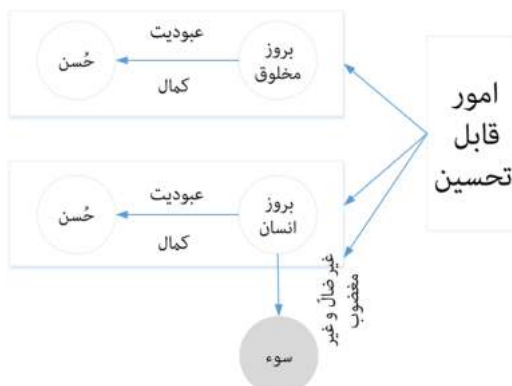 امور
قابل
تحسین
بروز
مخلوق
عبودیت
کمال
حُسن
بروز
انسان
عبودیت
کمال
حُسن
غیر ضالّ و غیر
مغضوب
سوء